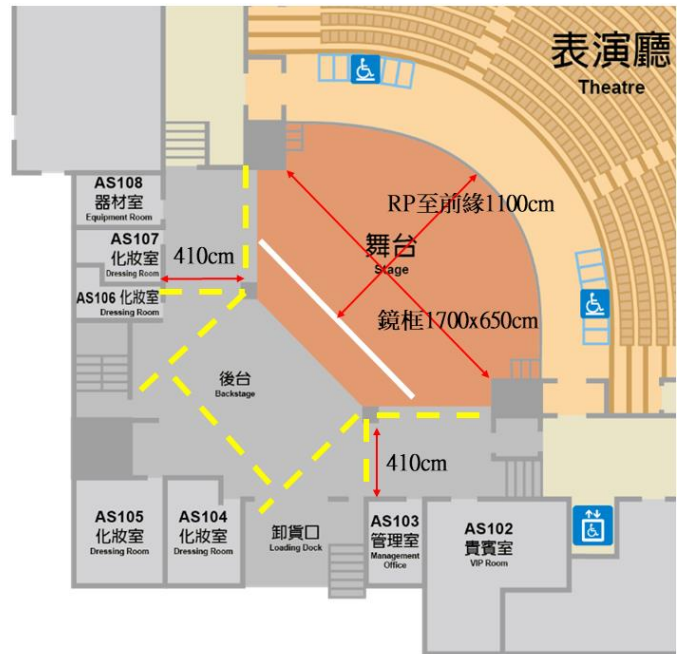 表演廳
Theatre
RP至前緣1100cm
舞台
Stage
鏡框1700x650cm
AS108
器材室
Equipment Room
AS107
化妝室
Dressing Room
410cm
AS106 化妝室
Dressing Room
後台
Backstage
410cm
AS105
化妝室
Dressing Room
AS104
化妝室
Dressing Room
卸貨口
Loading Dock
AS103
管理室
Management
Office
AS102
貴賓室
VIP Room